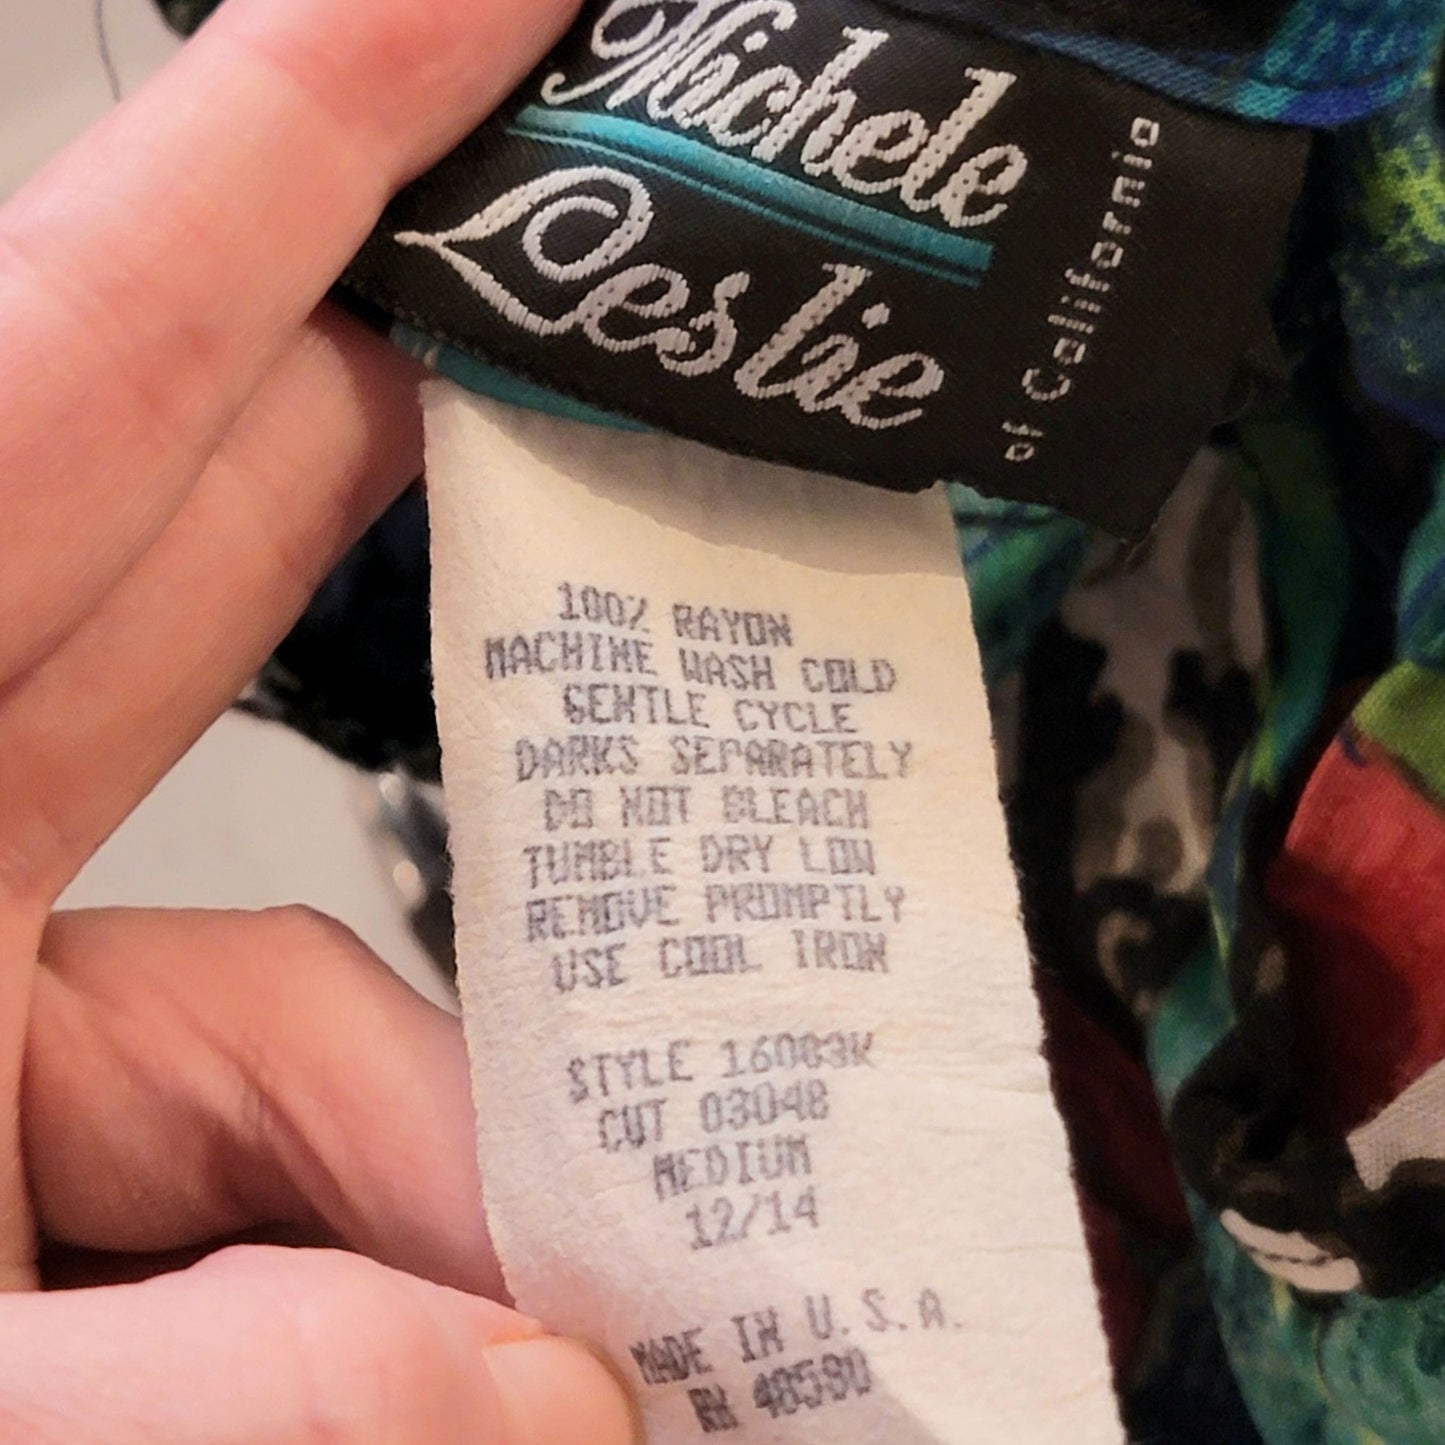 Michele
Leslie
of California
100% RAYON
MACHINE WASH COLD
GENTLE CYCLE
DARKS SEPARATELY
DO NOT BLEACH
TUMBLE DRY LOW
REMOVE PROMPTLY
USE COOL IRON
STYLE 16083K
CUT 03048
MEDIUM
12/14
MADE IN U.S.A.
RN 48590